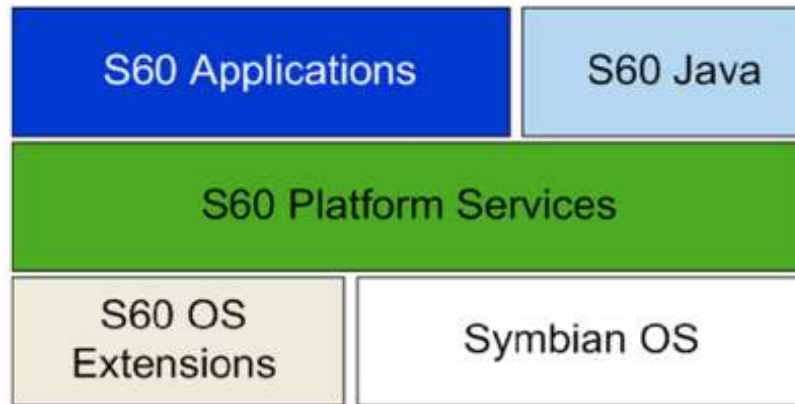 S60 Applications
S60 Java
S60 Platform Services
S60 OS
Extensions
Symbian OS